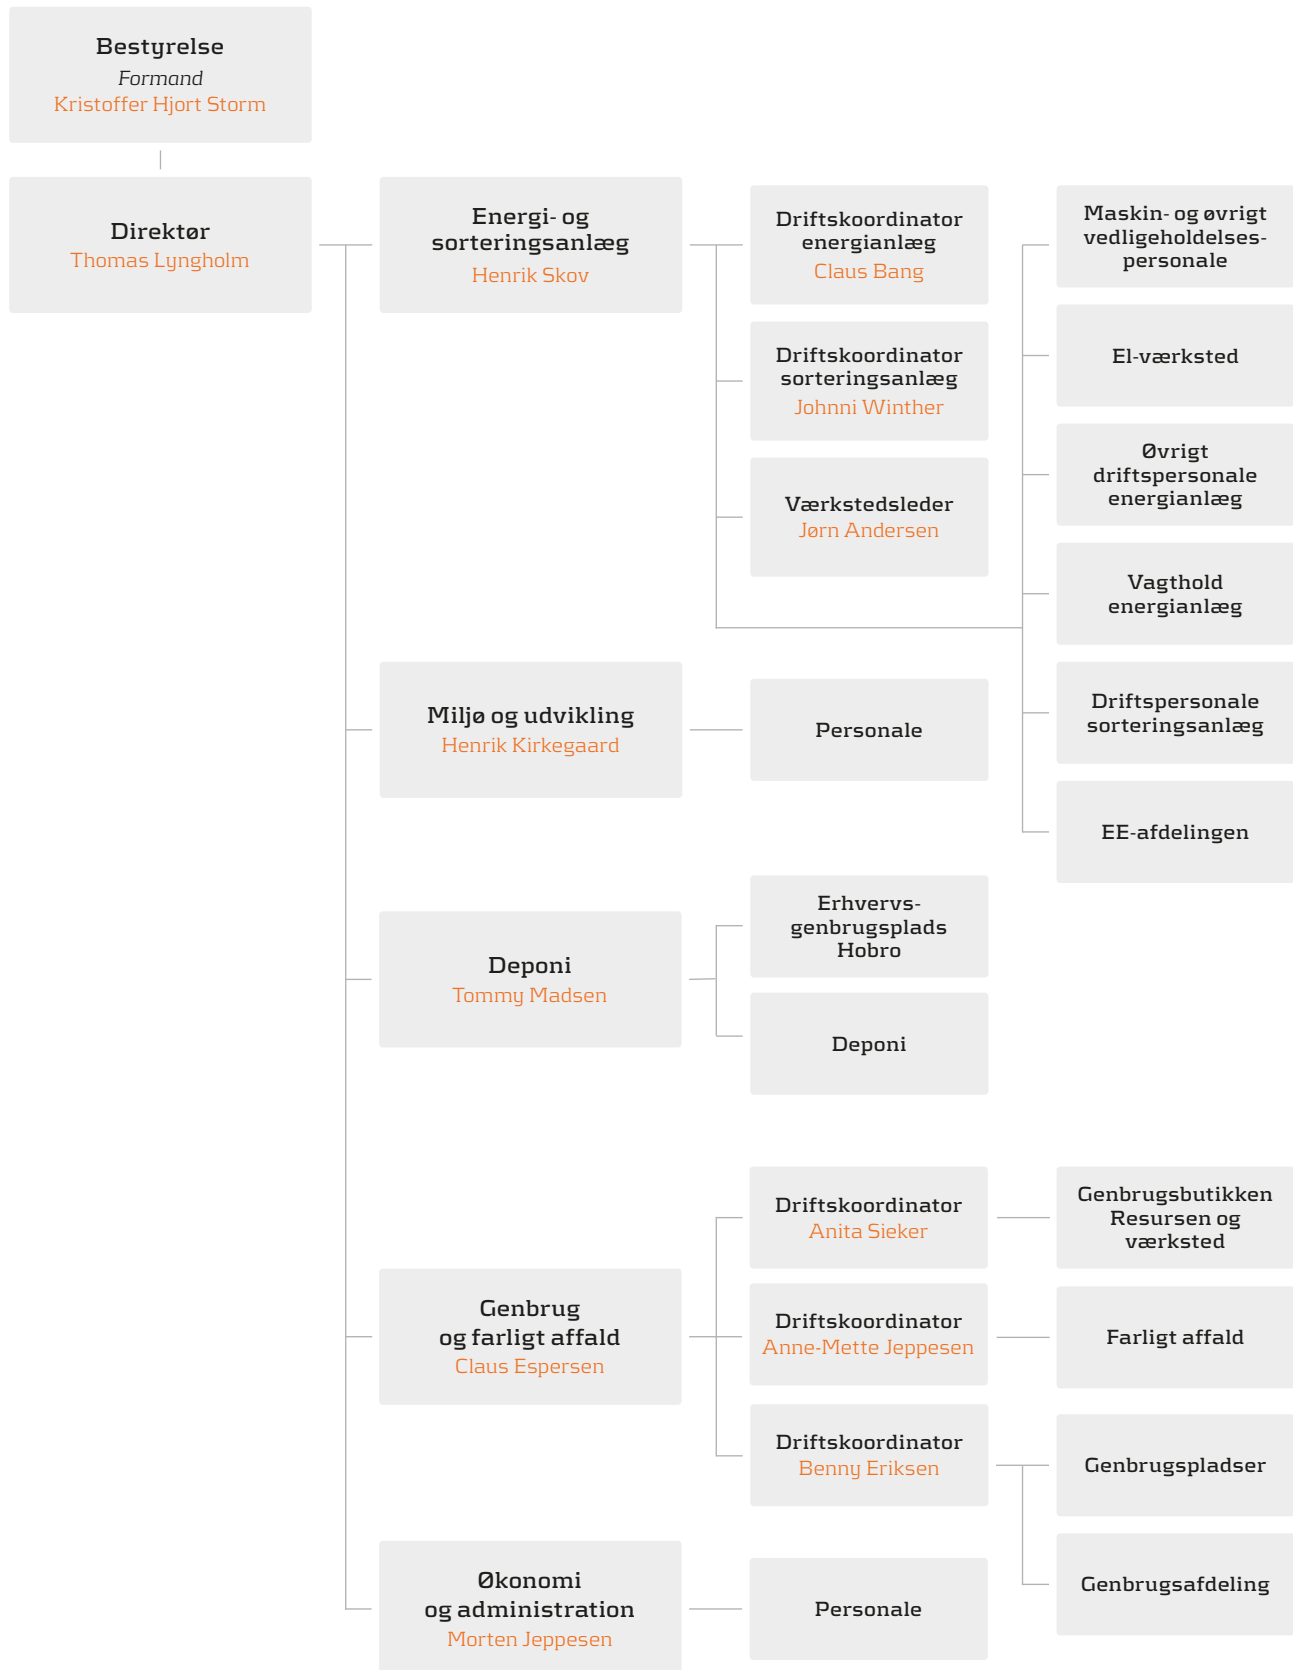 Bestyrelse
Formand
Kristoffer Hjort Storm
Direktør
Thomas Lyngholm
Energi- og
sorteringsanlæg
Henrik Skov
Driftskoordinator
energianlæg
Claus Bang
Driftskoordinator
sorteringsanlæg
Johnni Winther
Værkstedsleder
Jørn Andersen
Maskin- og øvrigt
vedligeholdelses-
personale
El-værksted
Øvrigt
driftspersonale
energianlæg
Vagthold
energianlæg
Driftspersonale
sorteringsanlæg
EE-afdelingen
Miljø og udvikling
Henrik Kirkegaard
Personale
Deponi
Tommy Madsen
Erhvervs-
genbrugsplads
Hobro
Deponi
Genbrug
og farligt affald
Claus Espersen
Driftskoordinator
Anita Sieker
Genbrugsbutikken
Resursen og
værksted
Driftskoordinator
Anne-Mette Jeppesen
Farligt affald
Driftskoordinator
Benny Eriksen
Genbrugspladser
Genbrugsafdeling
Økonomi
og administration
Morten Jeppesen
Personale